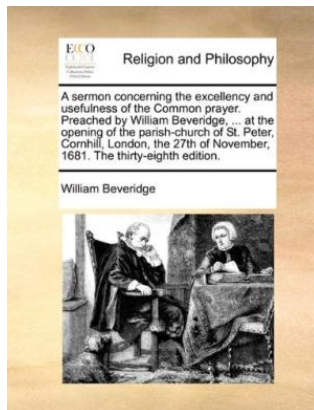 ECCO
Religion and Philosophy
A sermon concerning the excellency and
usefulness of the Common prayer.
Preached by William Beveridge, ... at the
opening of the parish-church of St. Peter,
Cornhill, London, the 27th of November,
1681. The thirty-eighth edition.
William Beveridge